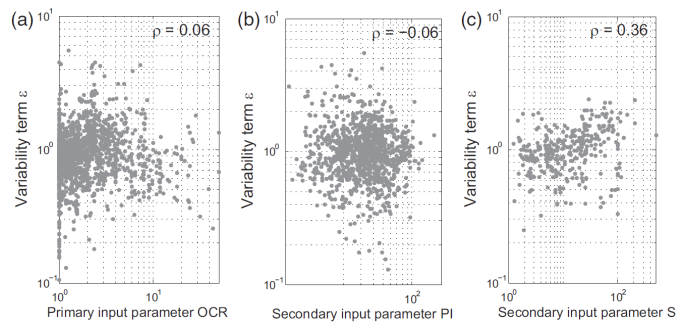 (a)
ρ = 0.06
Variability term ε
10¹
10⁰
10⁻¹
10⁰
10¹
Primary input parameter OCR
(b)
ρ = −0.06
Variability term ε
10¹
10⁰
10⁻¹
10²
Secondary input parameter PI
(c)
ρ = 0.36
Variability term ε
10¹
10⁰
10⁻¹
10⁰
10²
Secondary input parameter S